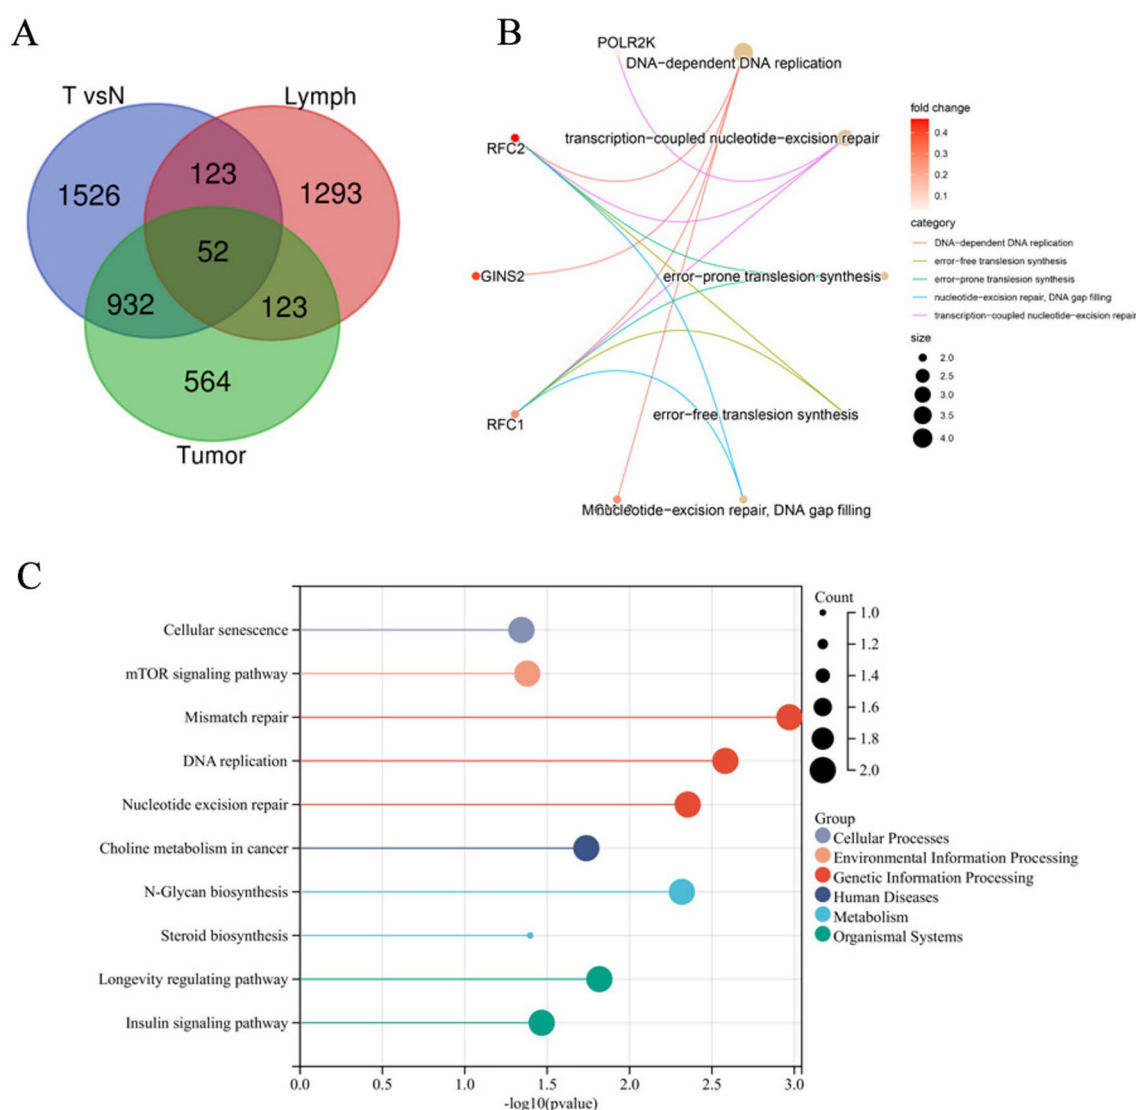 A
T vsN
Lymph
1526
123
1293
52
932
123
564
Tumor
B
POLR2K
DNA-dependent DNA replication
transcription-coupled nucleotide-excision repair
RFC2
GINS2
error-prone translesion synthesis
RFC1
error-free translesion synthesis
nucleotide-excision repair, DNA gap filling
fold change
0.4
0.3
0.2
0.1
category
DNA-dependent DNA replication
error-free translesion synthesis
error-prone translesion synthesis
nucleotide-excision repair, DNA gap filling
transcription-coupled nucleotide-excision repair
size
2.0
2.5
3.0
3.5
4.0
C
Cellular senescence
mTOR signaling pathway
Mismatch repair
DNA replication
Nucleotide excision repair
Choline metabolism in cancer
N-Glycan biosynthesis
Steroid biosynthesis
Longevity regulating pathway
Insulin signaling pathway
0.0 0.5 1.0 1.5 2.0 2.5 3.0
-log10(pvalue)
Count
1.0
1.2
1.4
1.6
1.8
2.0
Group
Cellular Processes
Environmental Information Processing
Genetic Information Processing
Human Diseases
Metabolism
Organismal Systems